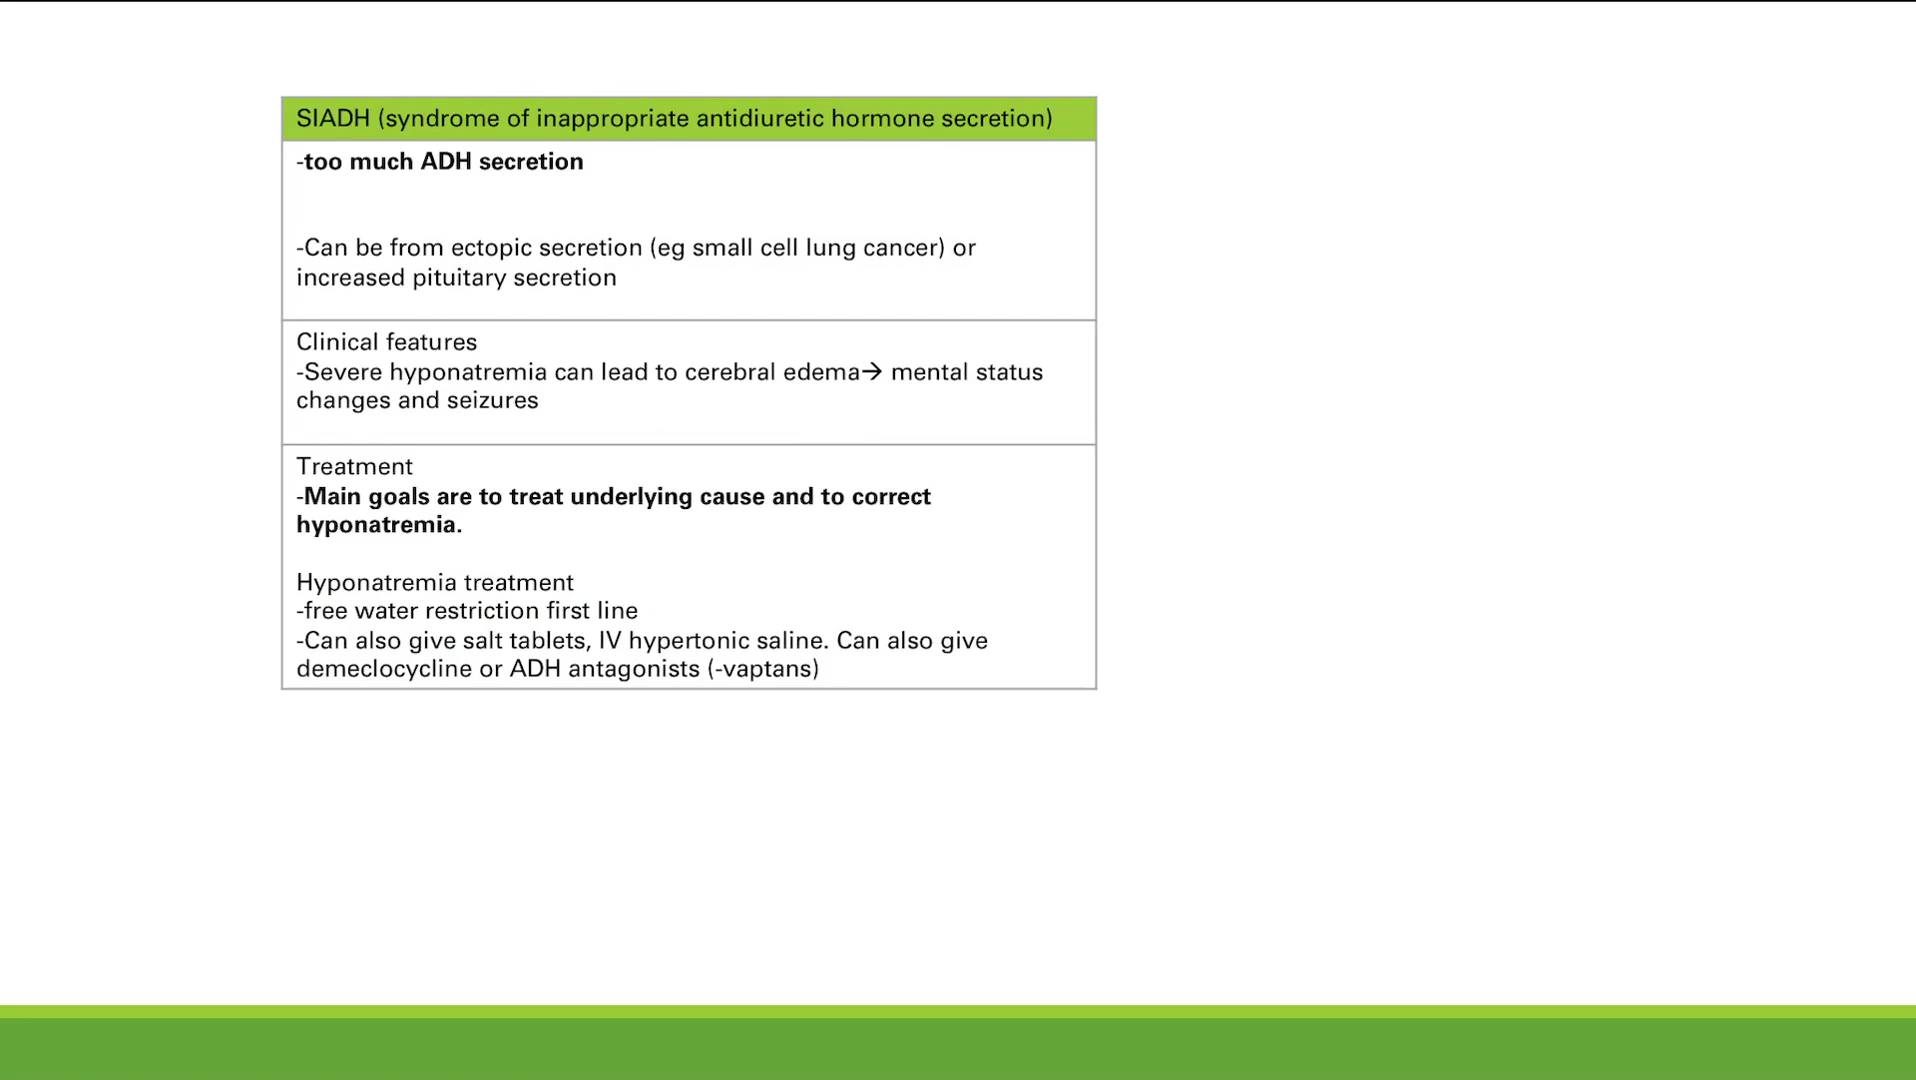 SIADH (syndrome of inappropriate antidiuretic hormone secretion)
-too much ADH secretion
-Can be from ectopic secretion (eg small cell lung cancer) or
increased pituitary secretion
Clinical features
-Severe hyponatremia can lead to cerebral edema→ mental status
changes and seizures
Treatment
-Main goals are to treat underlying cause and to correct
hyponatremia.
Hyponatremia treatment
-free water restriction first line
-Can also give salt tablets, IV hypertonic saline. Can also give
demeclocycline or ADH antagonists (-vaptans)